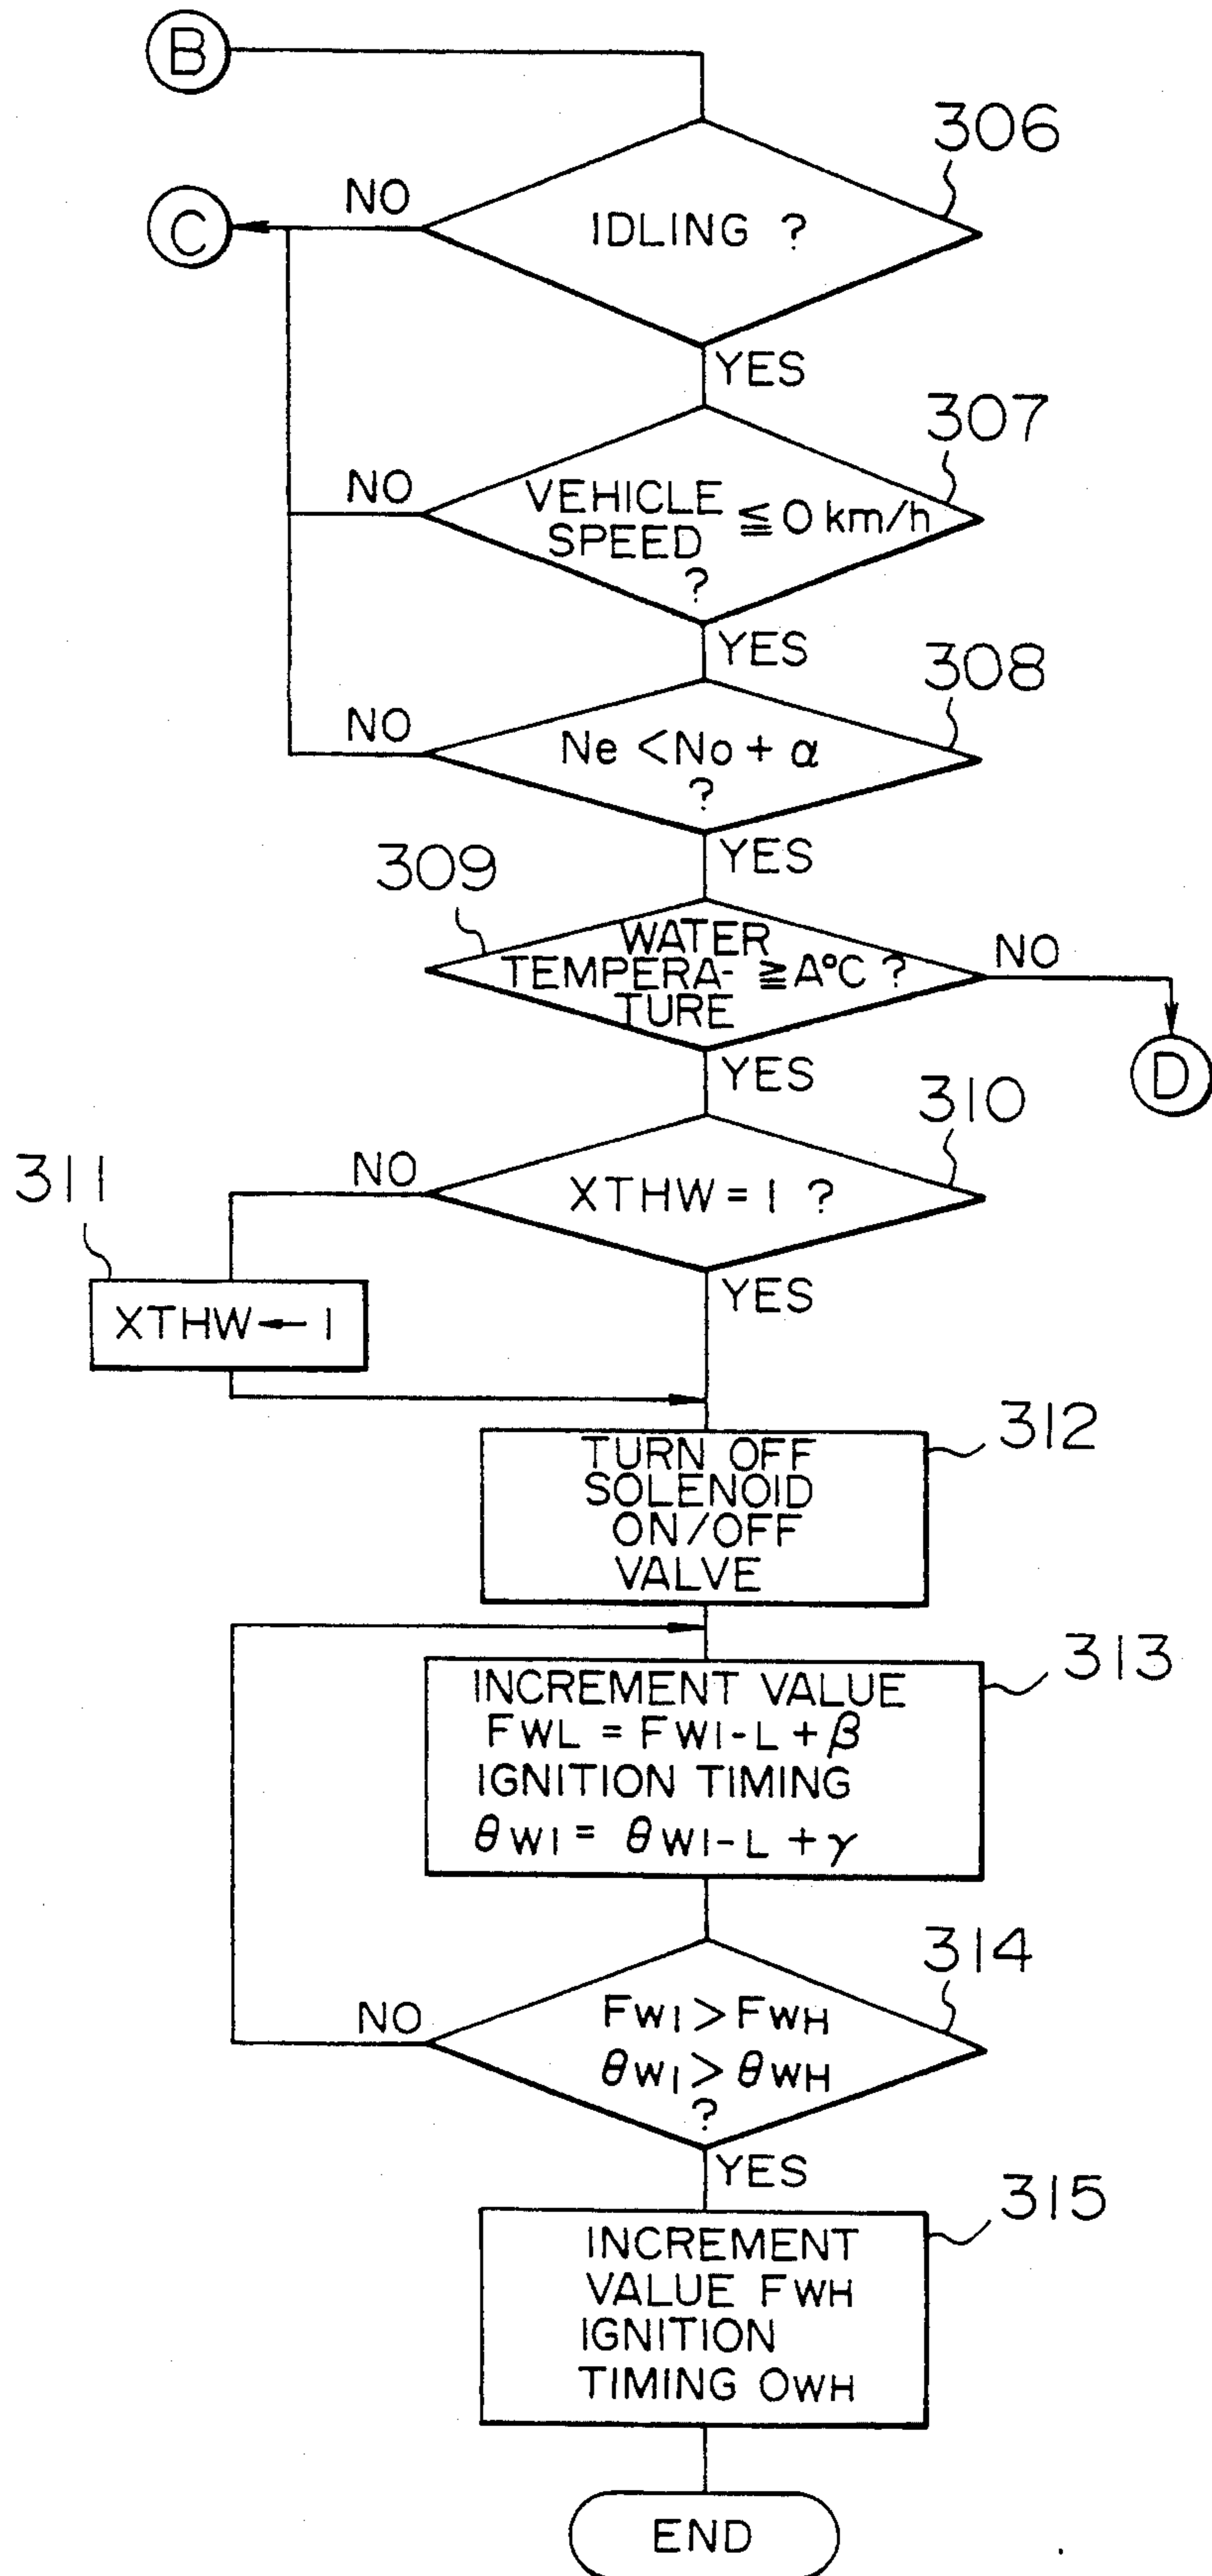 B
306
NO
C
IDLING ?
YES
307
NO
VEHICLE
SPEED ≦ 0 km/h
?
YES
308
NO
Ne < No + α
?
YES
309
WATER
TEMPERA- ≧ A°C ?
TURE
NO
YES
D
310
NO
311
XTHW = 1 ?
YES
XTHW ← 1
312
TURN OFF
SOLENOID
ON/OFF
VALVE
313
INCREMENT VALUE
FWL = FWI-L + β
IGNITION TIMING
θWI = θWI-L + γ
314
NO
FWI > FWH
θWI > θWH
?
YES
315
INCREMENT
VALUE FWH
IGNITION
TIMING OWH
END